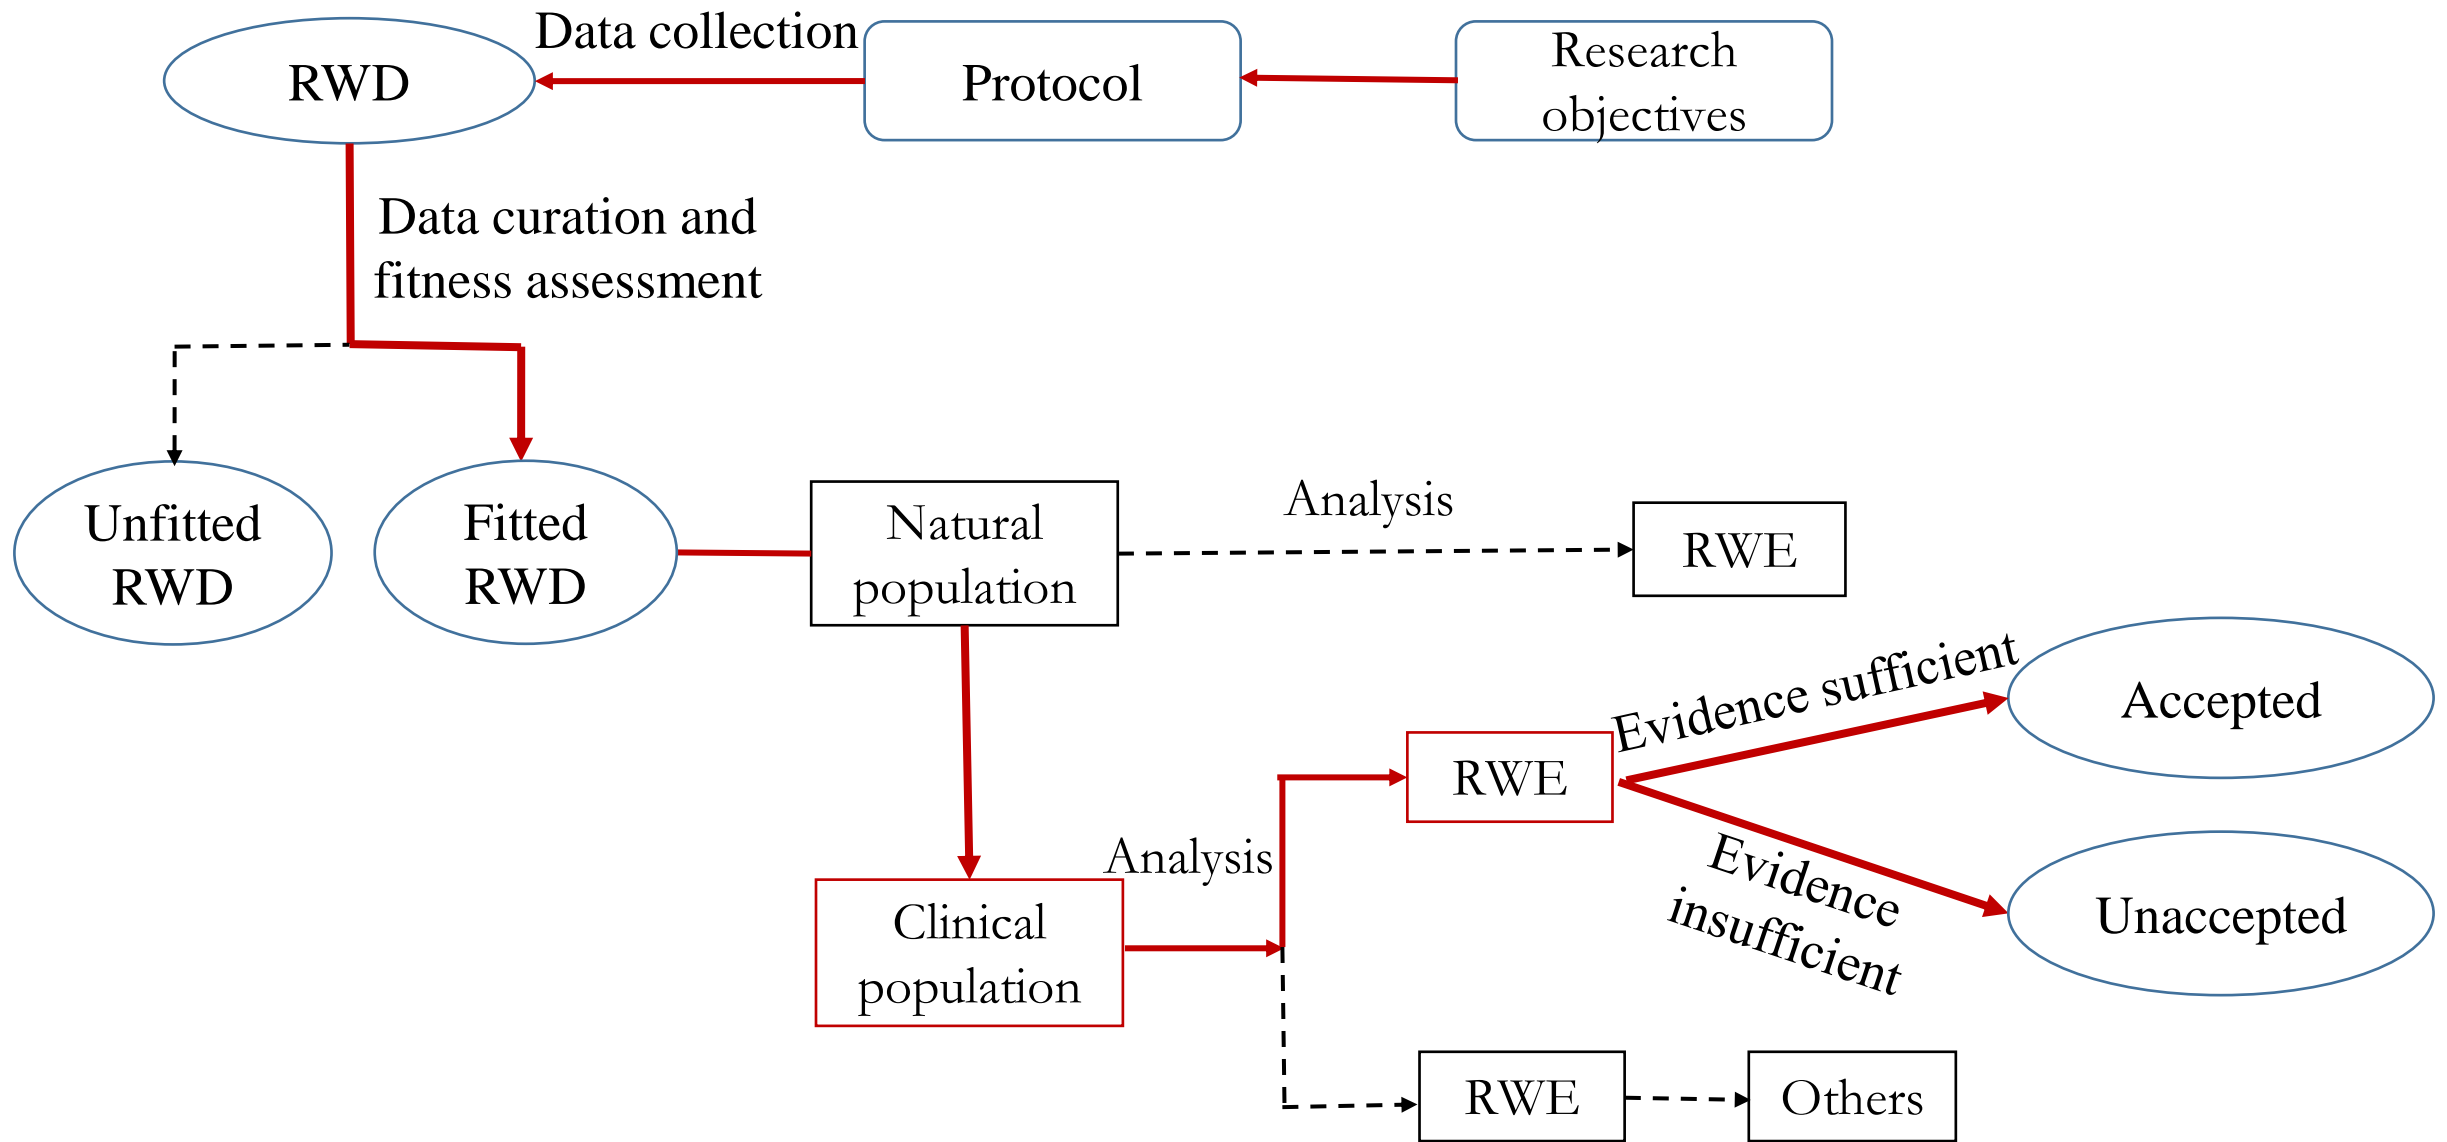 RWD
Data collection
Protocol
Research
objectives
Data curation and
fitness assessment
Unfitted
RWD
Fitted
RWD
Natural
population
Analysis
RWE
Evidence sufficient
Accepted
RWE
Analysis
Clinical
population
Evidence
insufficient
Unaccepted
RWE
Others